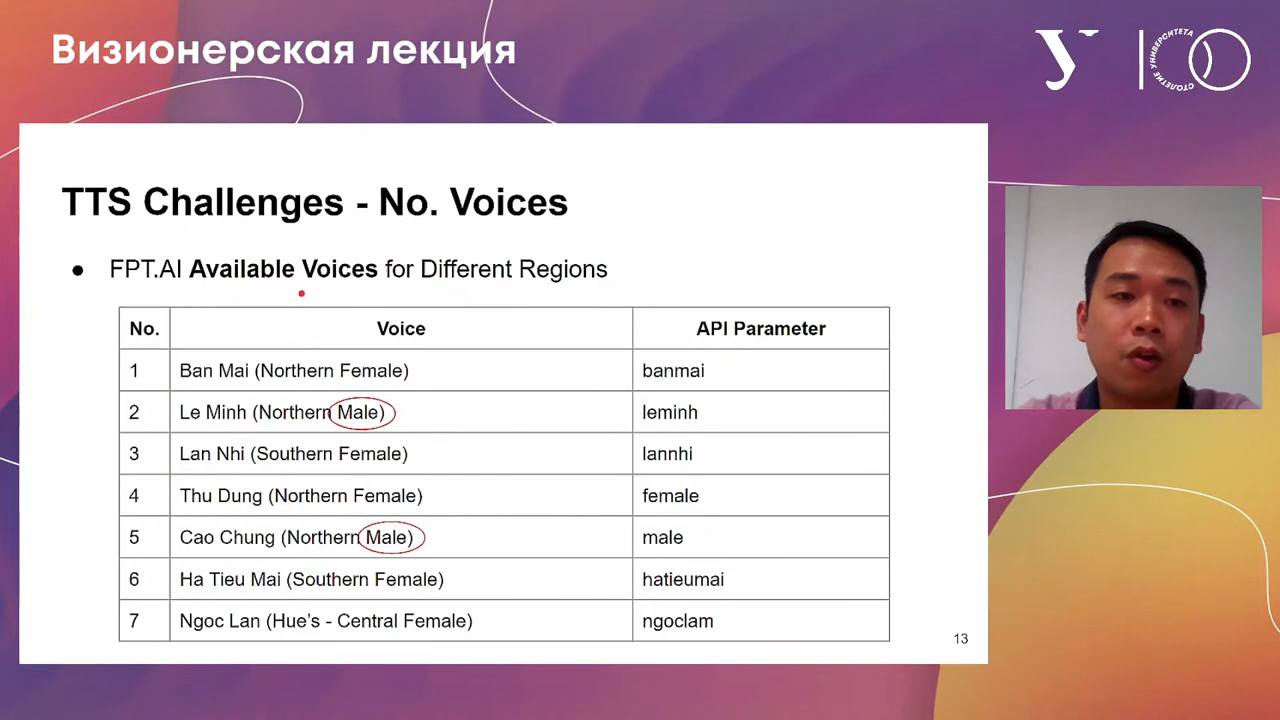 Визионерская лекция
У
СТОЛЕТИЕ УНИВЕРСИТЕТА
TTS Challenges - No. Voices
● FPT.AI Available Voices for Different Regions
No. Voice API Parameter
1 Ban Mai (Northern Female) banmai
2 Le Minh (Northern Male) leminh
3 Lan Nhi (Southern Female) lannhi
4 Thu Dung (Northern Female) female
5 Cao Chung (Northern Male) male
6 Ha Tieu Mai (Southern Female) hatieumai
7 Ngoc Lan (Hue's - Central Female) ngoclam
13